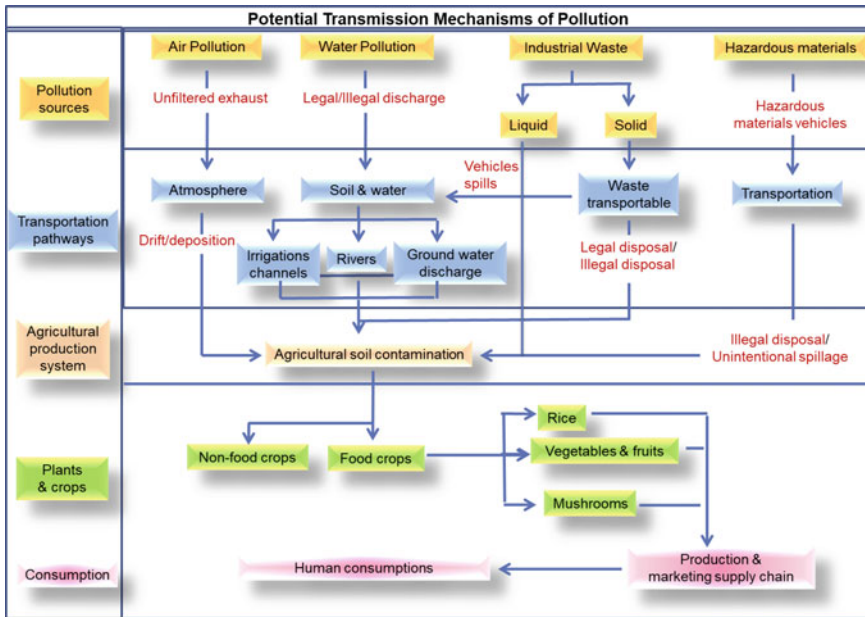 Potential Transmission Mechanisms of Pollution
Pollution
sources
Air Pollution
Water Pollution
Industrial Waste
Hazardous materials
Unfiltered exhaust
Legal/Illegal discharge
Liquid
Solid
Hazardous
materials vehicles
Transportation
pathways
Atmosphere
Soil & water
Vehicles
spills
Waste
transportable
Transportation
Drift/deposition
Irrigations
channels
Rivers
Ground water
discharge
Legal disposal/
Illegal disposal
Agricultural
production
system
Agricultural soil contamination
Illegal disposal/
Unintentional spillage
Plants
& crops
Non-food crops
Food crops
Rice
Vegetables & fruits
Mushrooms
Consumption
Human consumptions
Production &
marketing supply chain